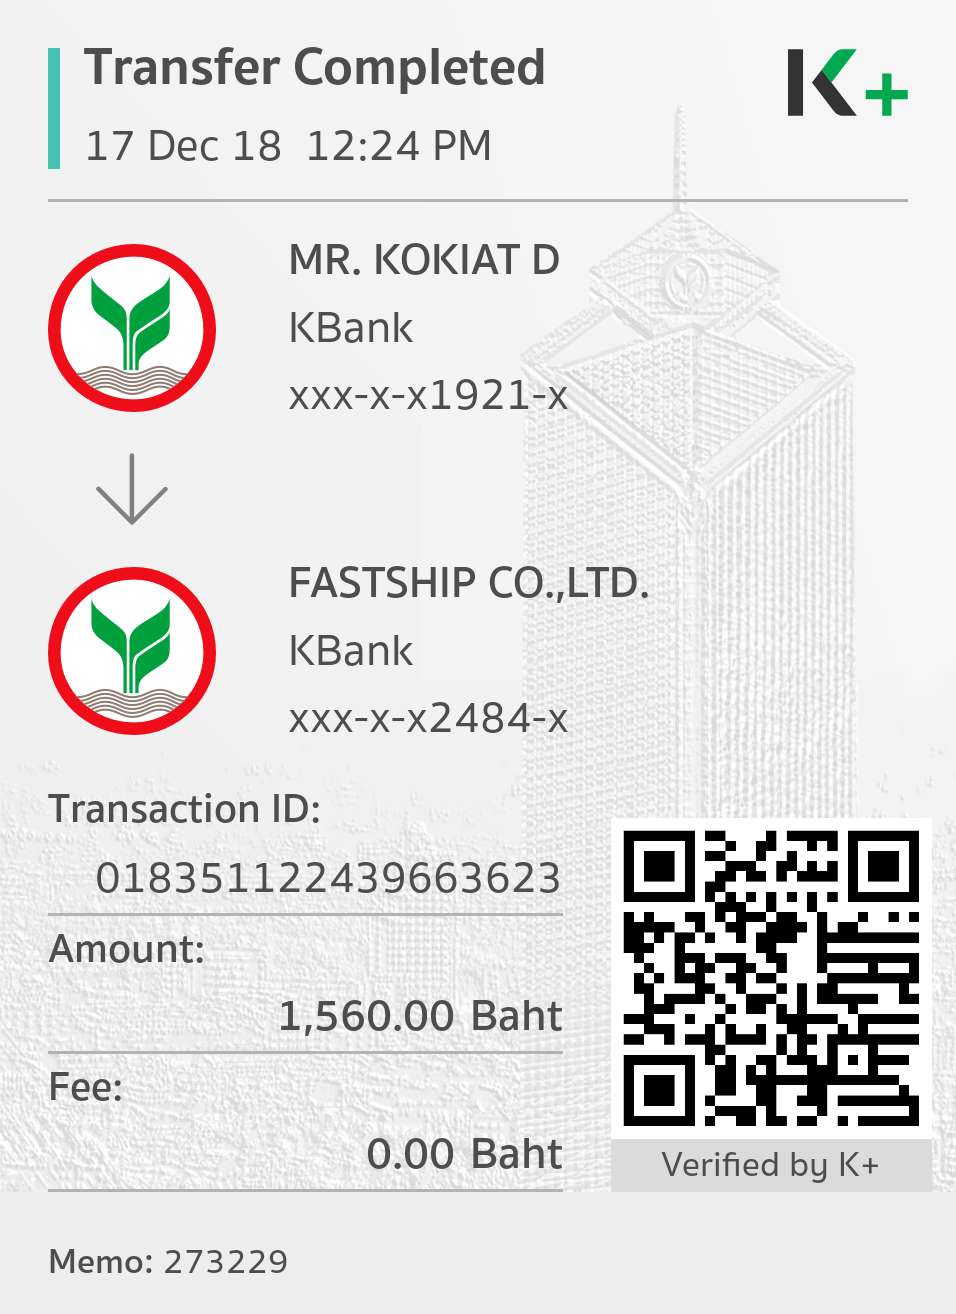 Transfer Completed
17 Dec 18 12:24 PM
K+
MR. KOKIAT D
KBank
xxx-x-x1921-x
FASTSHIP CO.,LTD.
KBank
xxx-x-x2484-x
Transaction ID:
018351122439663623
Amount:
1,560.00 Baht
Fee:
0.00 Baht
Verified by K+
Memo: 273229